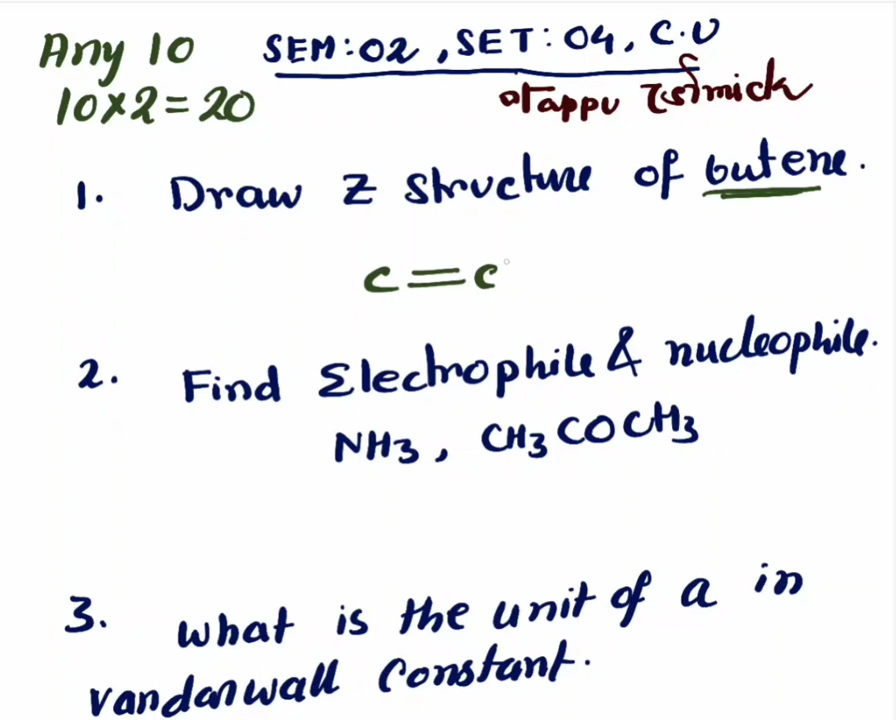 Any 10
10×2=20
SEM:02, SET:04, C.U
1. Draw Z structure of butene.
C=C
2. Find Electrophile & nucleophile.
NH3, CH3COCH3
3. What is the unit of a in
vandarwall Constant.